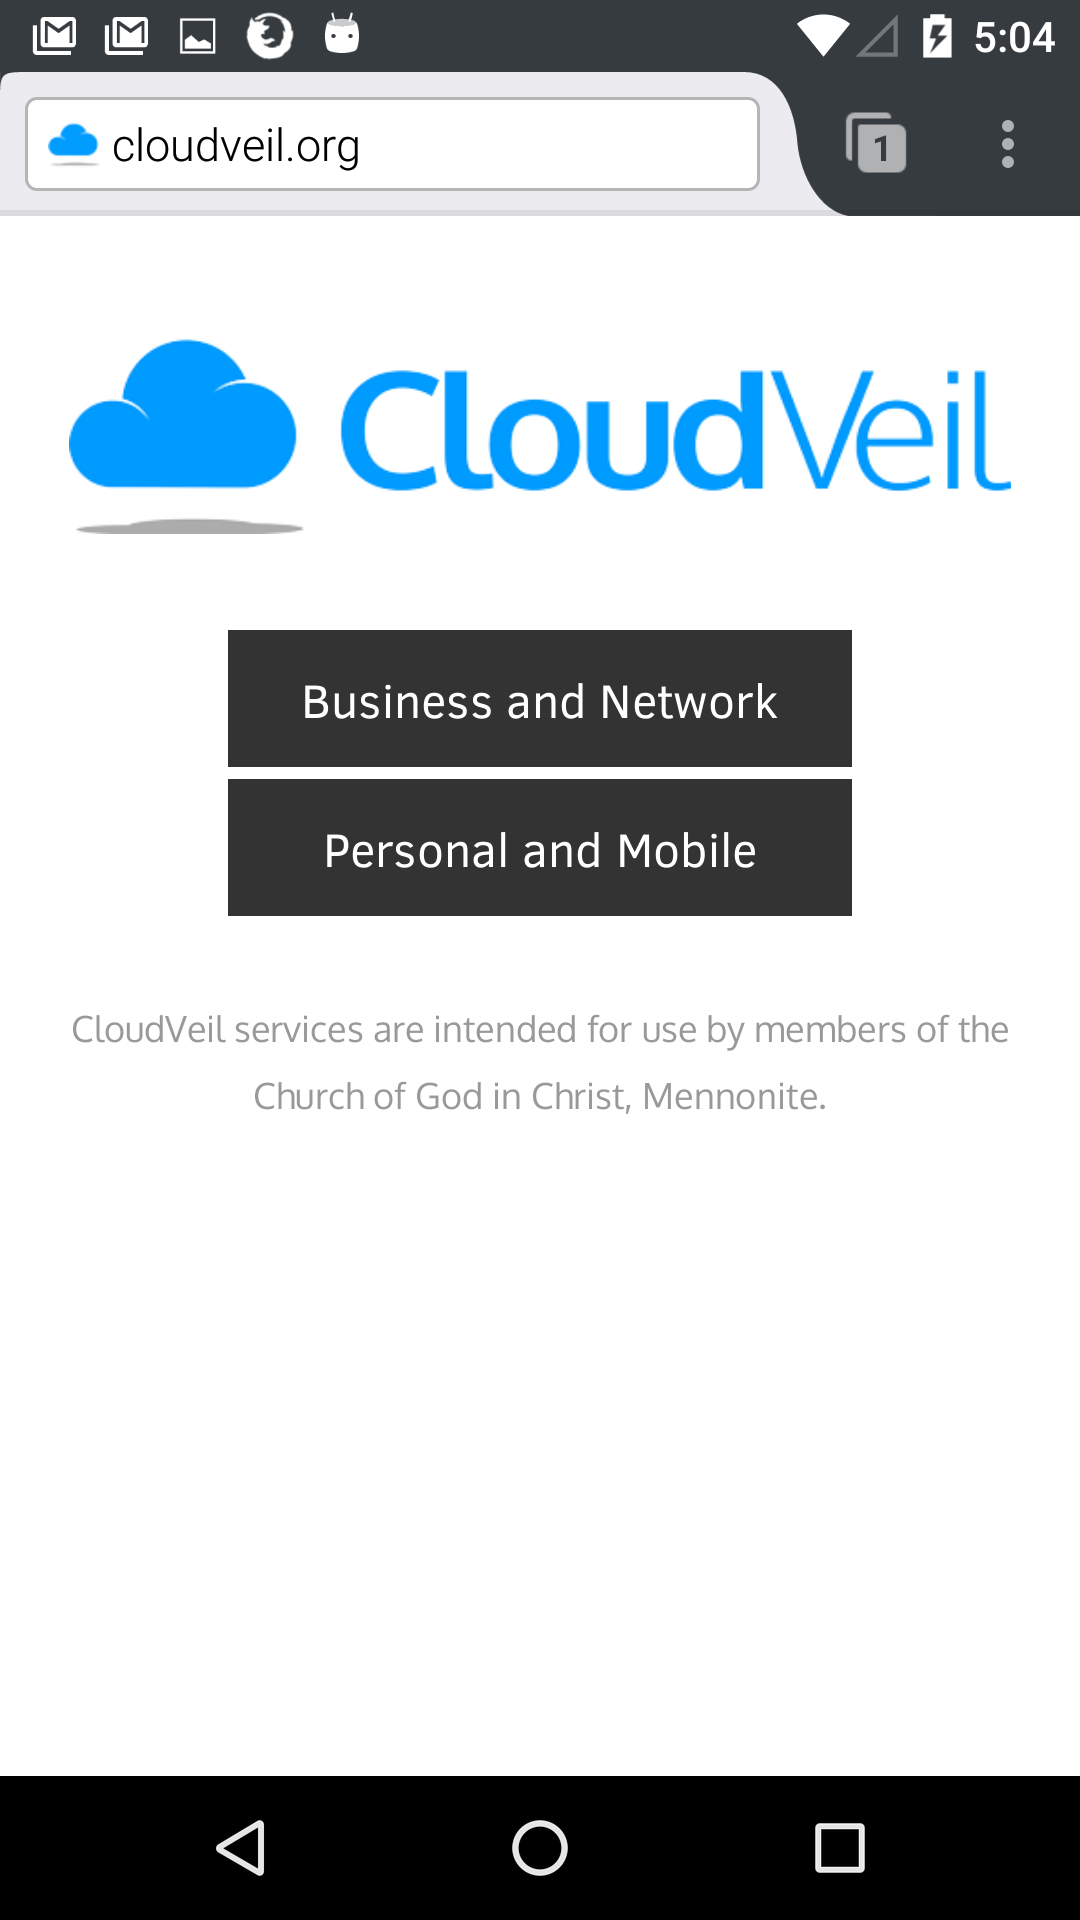 5:04
cloudveil.org
1
CloudVeil
Business and Network
Personal and Mobile
CloudVeil services are intended for use by members of the
Church of God in Christ, Mennonite.